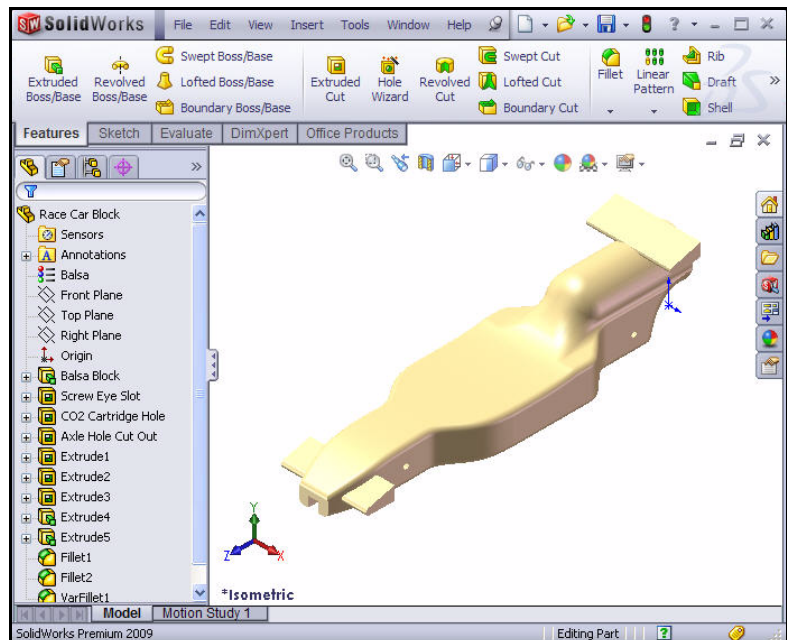 SolidWorks File Edit View Insert Tools Window Help ?
Extruded Boss/Base
Revolved Boss/Base
Swept Boss/Base
Lofted Boss/Base
Boundary Boss/Base
Extruded Cut
Hole Wizard
Revolved Cut
Swept Cut
Lofted Cut
Boundary Cut
Fillet
Linear Pattern
Rib
Draft
Shell
Features Sketch Evaluate DimXpert Office Products
Race Car Block
Sensors
A Annotations
Balsa
Front Plane
Top Plane
Right Plane
Origin
Balsa Block
Screw Eye Slot
CO2 Cartridge Hole
Axle Hole Cut Out
Extrude1
Extrude2
Extrude3
Extrude4
Extrude5
Fillet1
Fillet2
VarFillet1
Y
Z X
*Isometric
Model Motion Study 1
SolidWorks Premium 2009 Editing Part ?